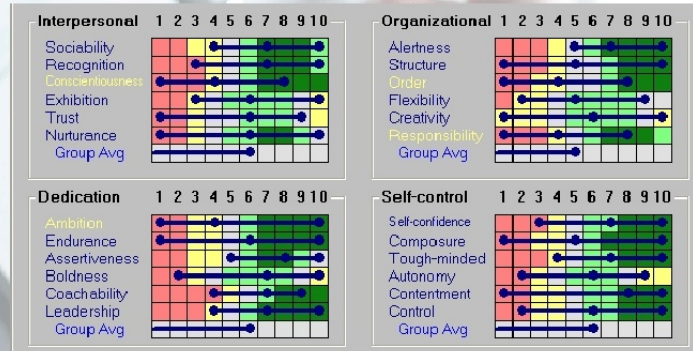 Interpersonal 1 2 3 4 5 6 7 8 9 10
Sociability
Recognition
Conscientiousness
Exhibition
Trust
Nurturance
Group Avg
Organizational 1 2 3 4 5 6 7 8 9 10
Alertness
Structure
Order
Flexibility
Creativity
Responsibility
Group Avg
Dedication 1 2 3 4 5 6 7 8 9 10
Ambition
Endurance
Assertiveness
Boldness
Coachability
Leadership
Group Avg
Self-control 1 2 3 4 5 6 7 8 9 10
Self-confidence
Composure
Tough-minded
Autonomy
Contentment
Control
Group Avg